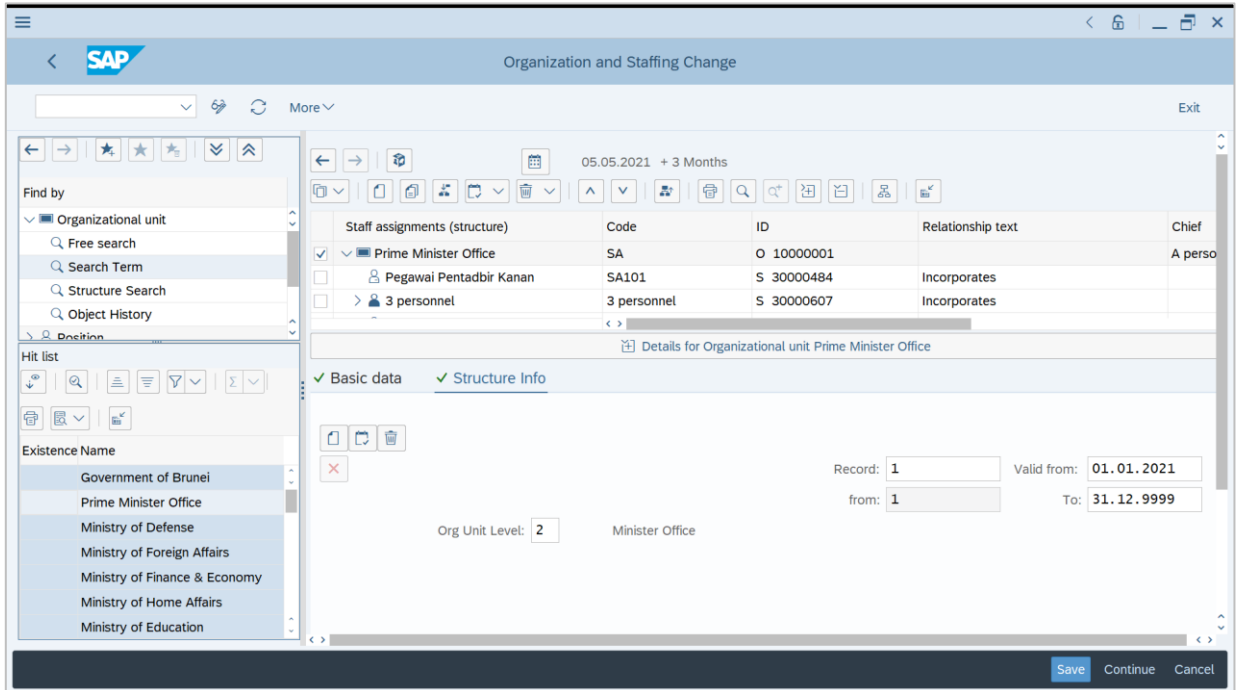 SAP
Organization and Staffing Change
More
Exit
Find by
Organizational unit
Free search
Search Term
Structure Search
Object History
Position
05.05.2021 + 3 Months
Staff assignments (structure) Code ID Relationship text Chief
Prime Minister Office SA O 10000001 A perso
Pegawai Pentadbir Kanan SA101 S 30000484 Incorporates
3 personnel 3 personnel S 30000607 Incorporates
Details for Organizational unit Prime Minister Office
Hit list
Existence Name
Government of Brunei
Prime Minister Office
Ministry of Defense
Ministry of Foreign Affairs
Ministry of Finance & Economy
Ministry of Home Affairs
Ministry of Education
Basic data Structure Info
Record: 1 Valid from: 01.01.2021
from: 1 To: 31.12.9999
Org Unit Level: 2 Minister Office
Save Continue Cancel